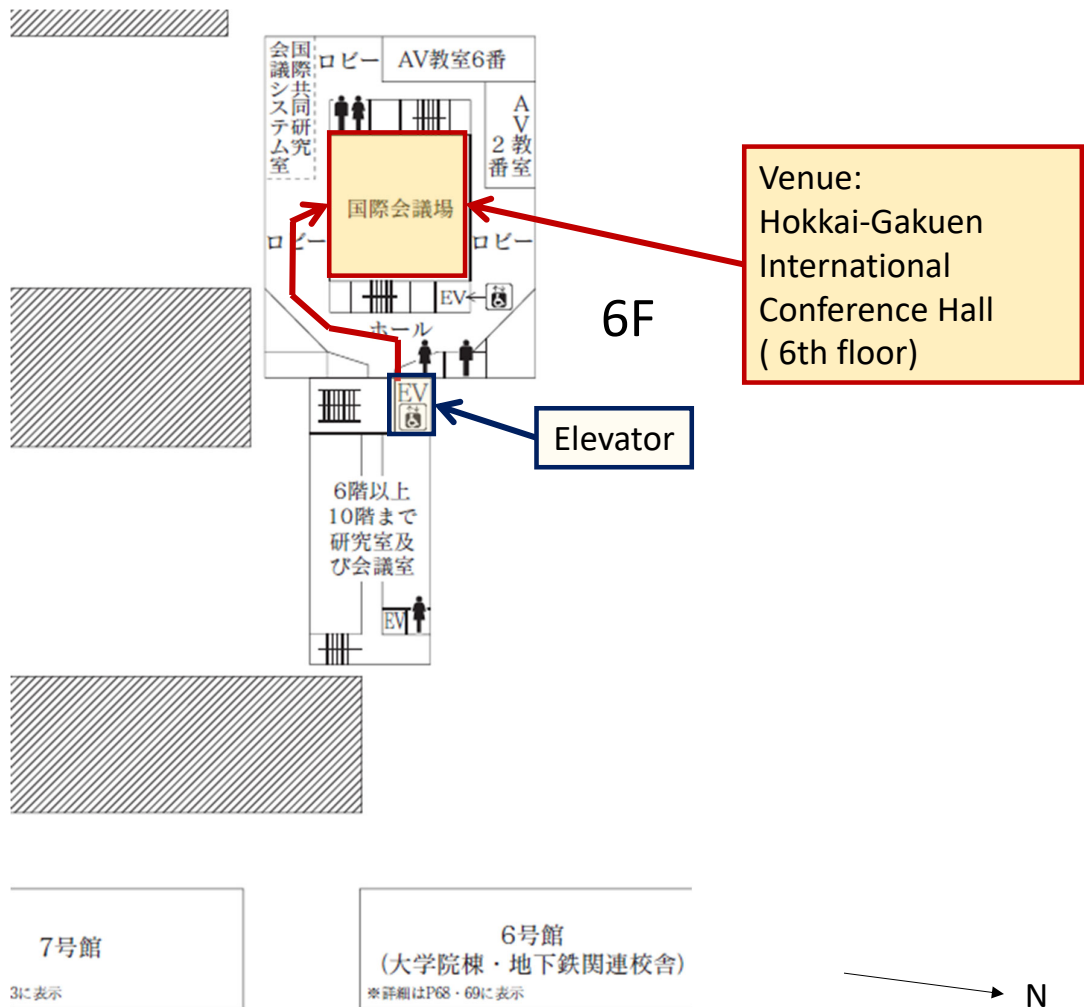 国際共同研究
会議システム室
ロビー
AV教室6番
AV教室
2番
国際会議場
ロビー
ロビー
EV
ホール
6F
Venue:
Hokkai-Gakuen
International
Conference Hall
( 6th floor)
EV
Elevator
6階以上
10階まで
研究室及
び会議室
EV
7号館
3に表示
6号館
(大学院棟・地下鉄関連校舎)
※詳細はP68・69に表示
N